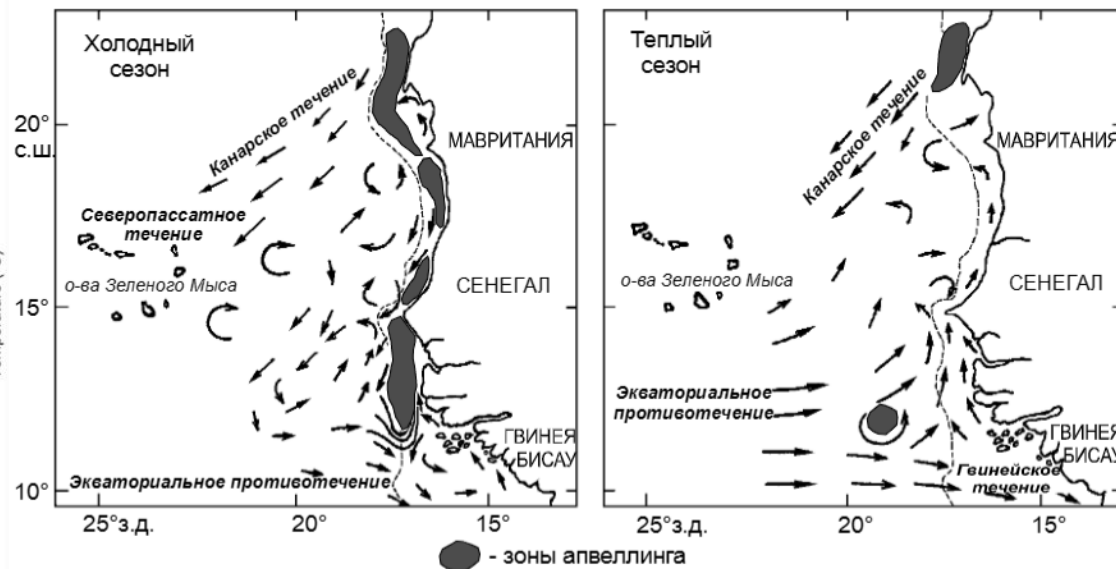 Холодный
сезон
Канарское течение
20°
с.ш.
МАВРИТАНИЯ
Северопассатное
течение
о-ва Зеленого Мыса
СЕНЕГАЛ
15°
ГВИНЕЯ
БИСАУ
Экваториальное противотечение
10°
25°з.д.
20°
15°
Теплый
сезон
Канарское течение
МАВРИТАНИЯ
о-ва Зеленого Мыса
СЕНЕГАЛ
Экваториальное
противотечение
ГВИНЕЯ
БИСАУ
Гвинейское
течение
25°з.д.
20°
15°
- зоны апвеллинга